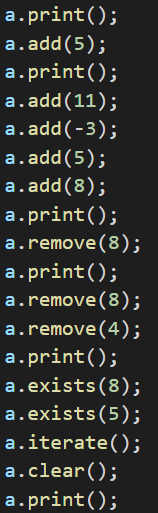 a.print();
a.add(5);
a.print();
a.add(11);
a.add(-3);
a.add(5);
a.add(8);
a.print();
a.remove(8);
a.print();
a.remove(8);
a.remove(4);
a.print();
a.exists(8);
a.exists(5);
a.iterate();
a.clear();
a.print();